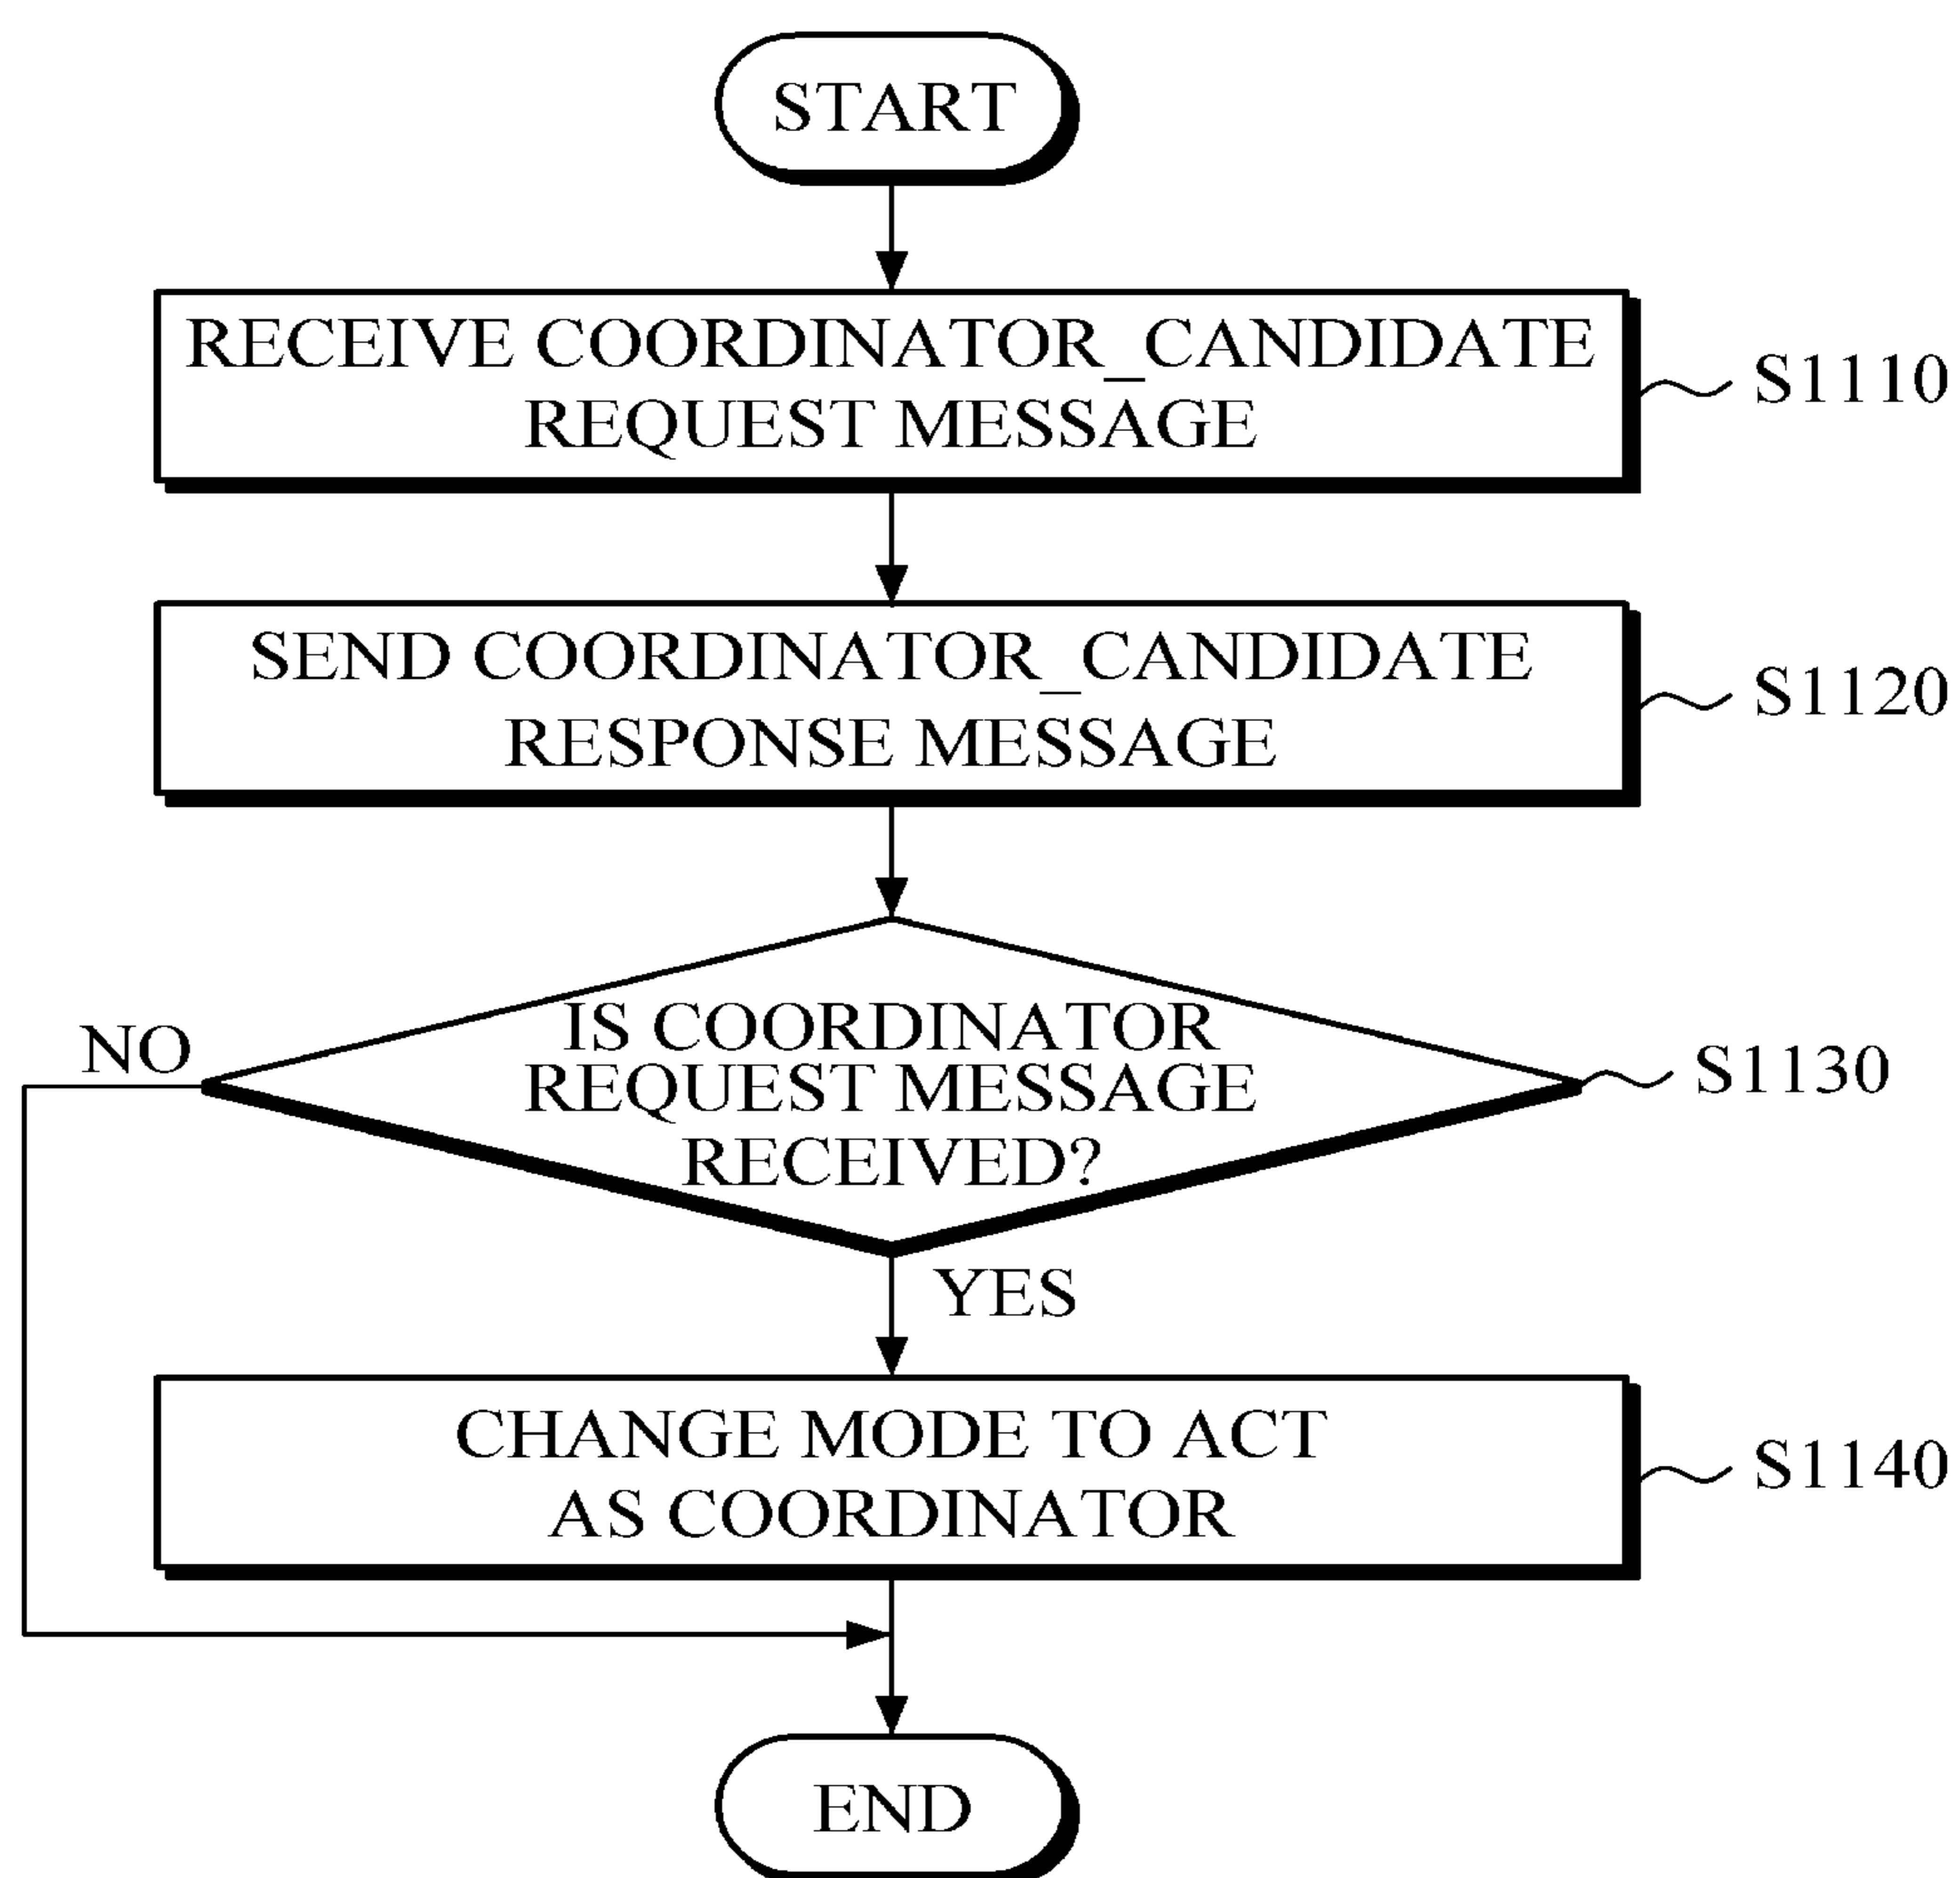 START
RECEIVE COORDINATOR_CANDIDATE
REQUEST MESSAGE
S1110
SEND COORDINATOR_CANDIDATE
RESPONSE MESSAGE
S1120
IS COORDINATOR
REQUEST MESSAGE
RECEIVED?
NO
S1130
YES
CHANGE MODE TO ACT
AS COORDINATOR
S1140
END